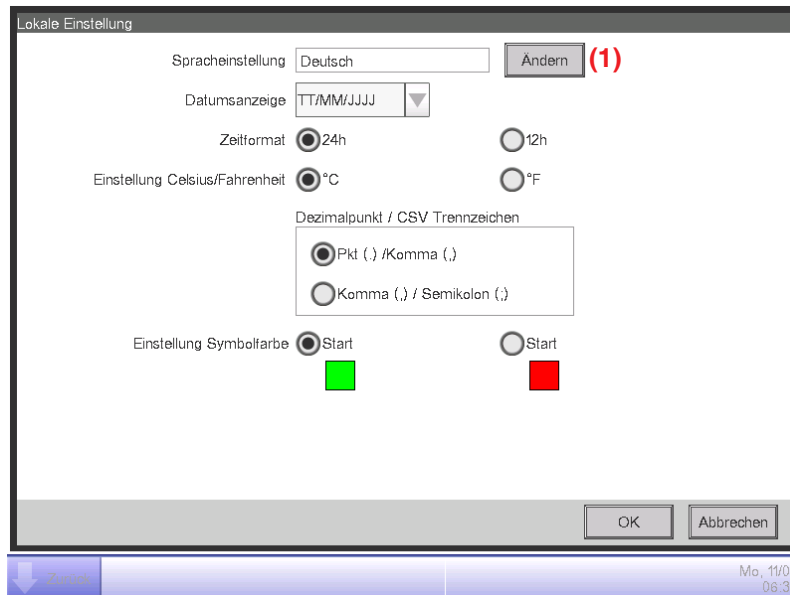 Lokale Einstellung
Spracheinstellung Deutsch Ändern (1)
Datumsanzeige TT/MM/JJJJ
Zeitformat 24h 12h
Einstellung Celsius/Fahrenheit °C °F
Dezimalpunkt / CSV Trennzeichen
Pkt (.) /Komma (,)
Komma (,) / Semikolon (;)
Einstellung Symbolfarbe Start Start
OK Abbrechen
Zurück Mo, 11/0
06:3